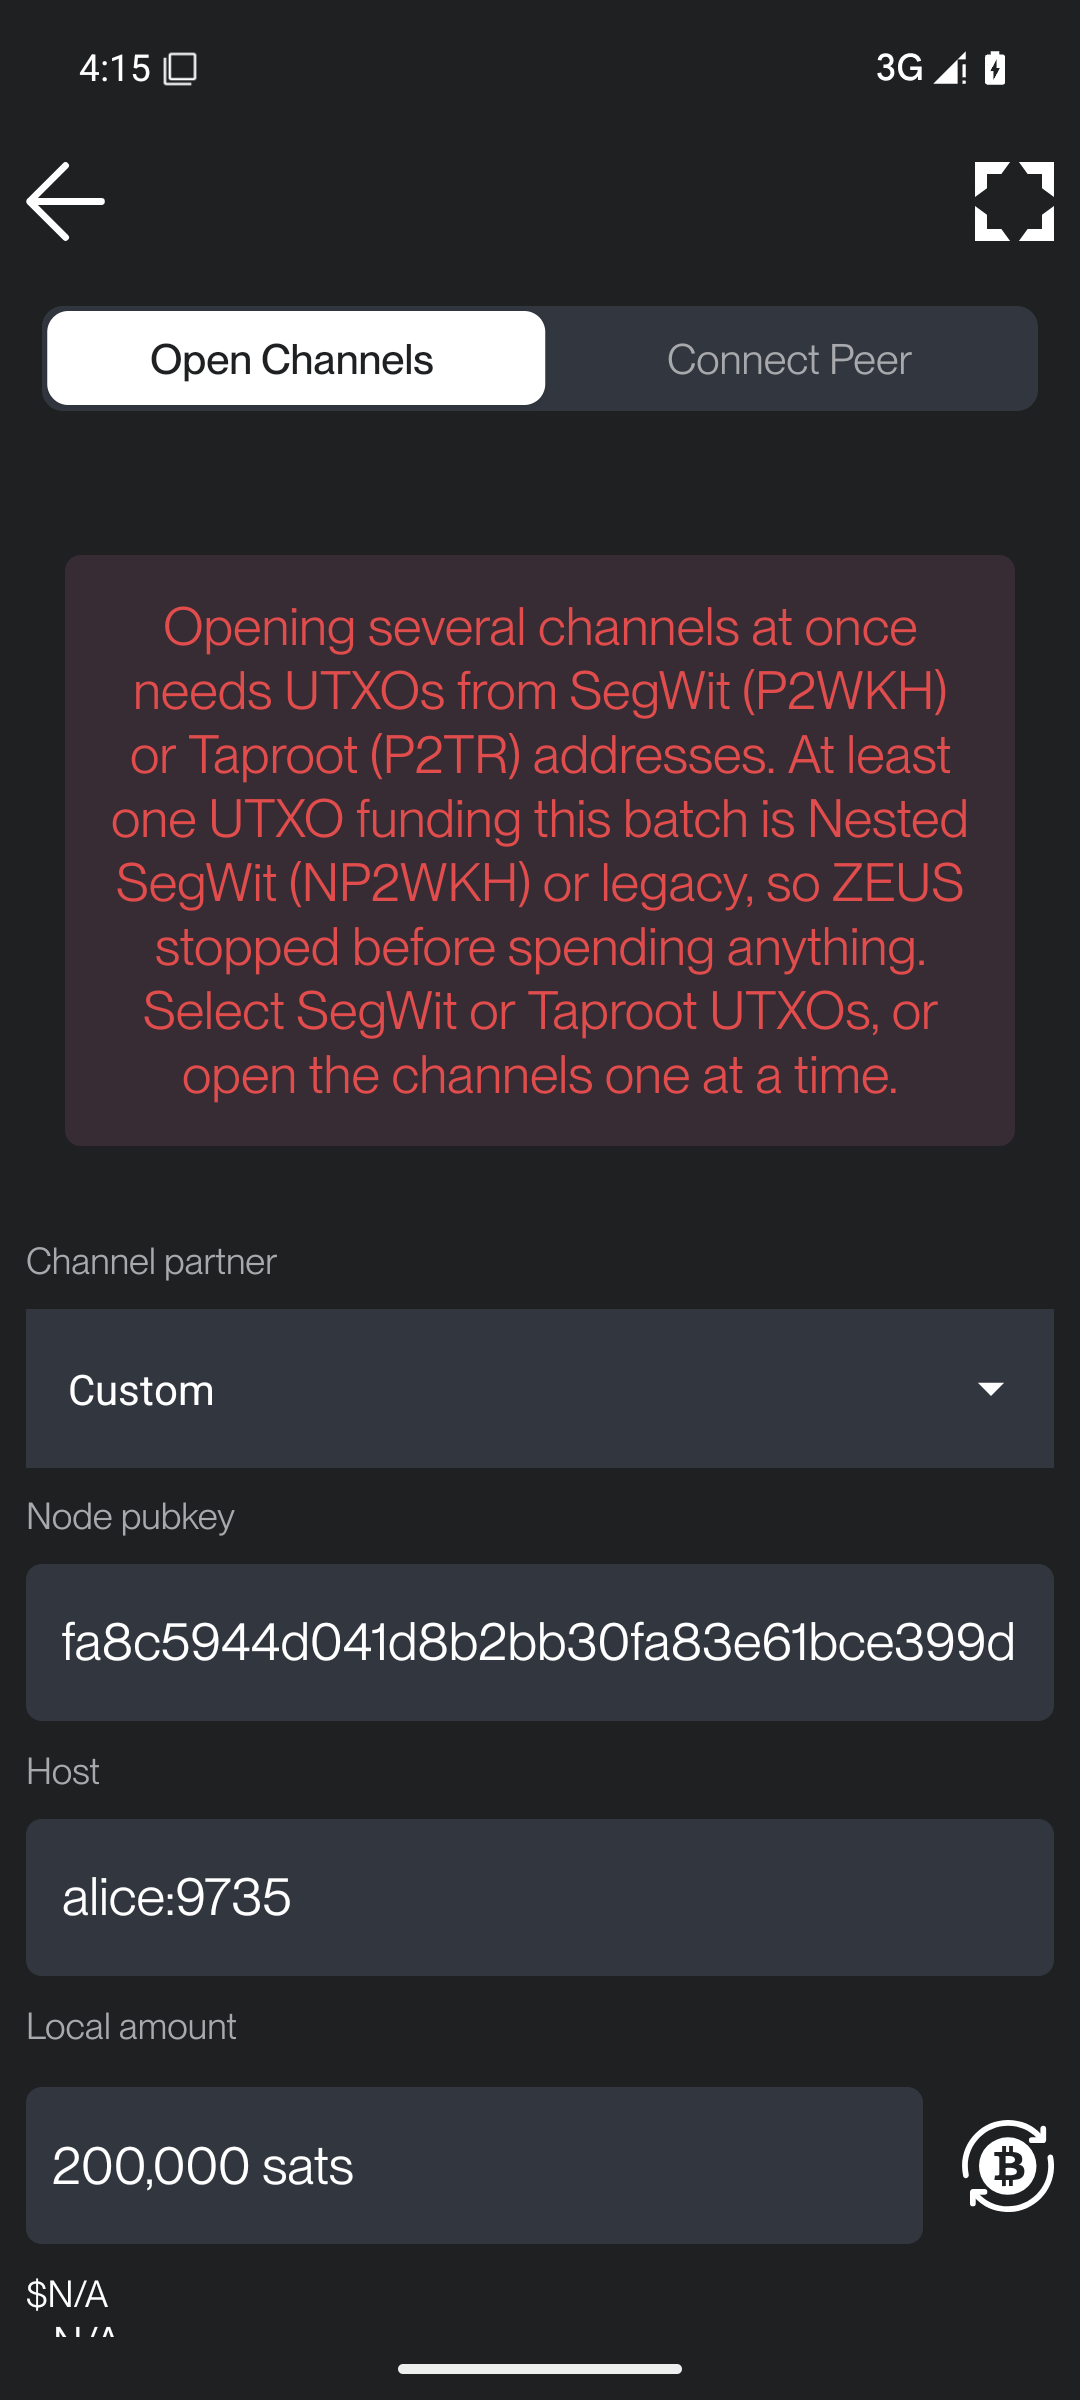 4:15
3G
Open Channels
Connect Peer
Opening several channels at once
needs UTXOs from SegWit (P2WKH)
or Taproot (P2TR) addresses. At least
one UTXO funding this batch is Nested
SegWit (NP2WKH) or legacy, so ZEUS
stopped before spending anything.
Select SegWit or Taproot UTXOs, or
open the channels one at a time.
Channel partner
Custom
Node pubkey
fa8c5944d041d8b2bb30fa83e61bce399d
Host
alice:9735
Local amount
200,000 sats
$N/A
N/A